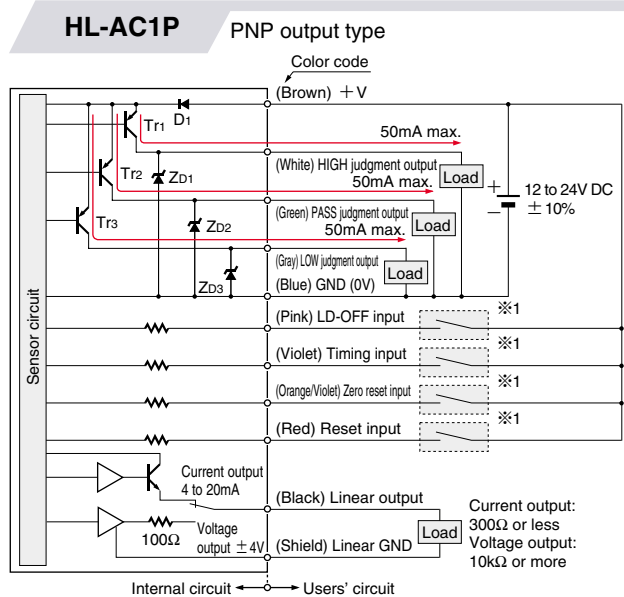 HL-AC1P PNP output type
Color code
(Brown) +V
D1
Tr1
50mA max.
(White) HIGH judgment output
Load
Tr2
ZD1
50mA max.
+
−
12 to 24V DC
±10%
(Green) PASS judgment output
Load
Tr3
ZD2
50mA max.
(Gray) LOW judgment output
Load
ZD3
(Blue) GND (0V)
Sensor circuit
(Pink) LD-OFF input
※1
(Violet) Timing input
※1
(Orange/Violet) Zero reset input
※1
(Red) Reset input
※1
Current output
4 to 20mA
(Black) Linear output
Load
Current output:
300Ω or less
Voltage output:
10kΩ or more
100Ω
Voltage
output ±4V
(Shield) Linear GND
Internal circuit
Users' circuit